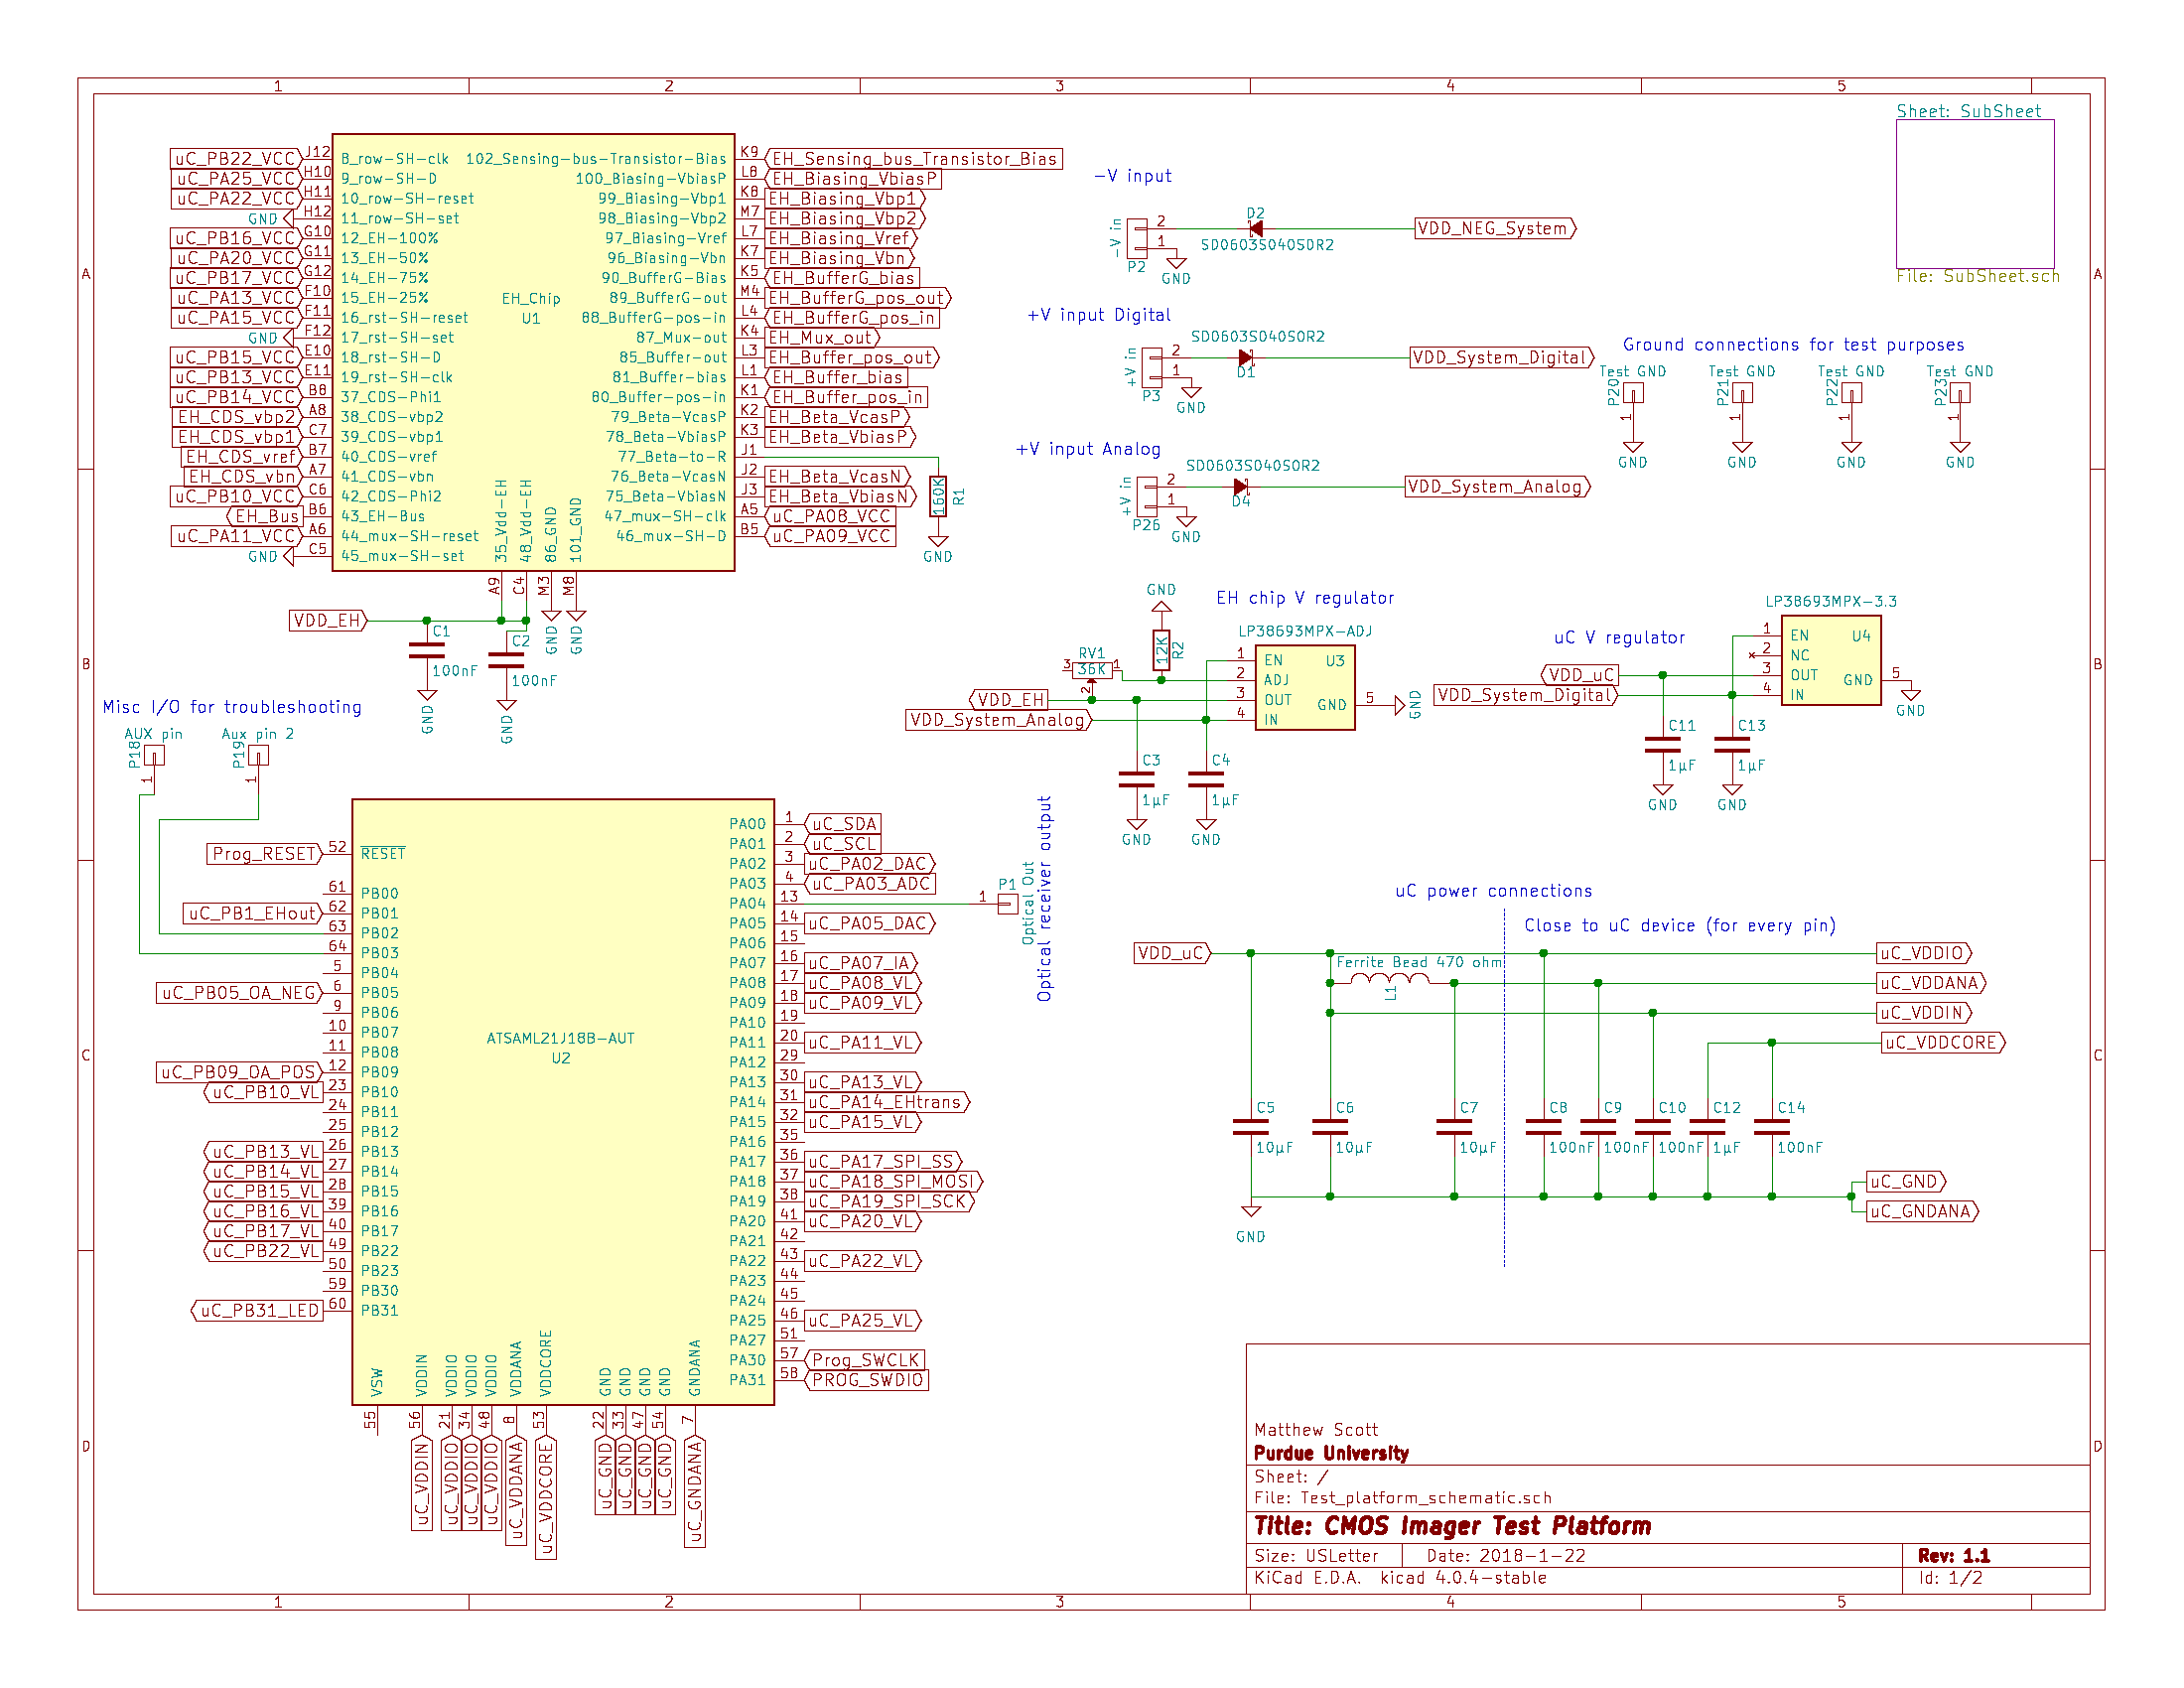 1 2 3 4 5
A B C D
Sheet: SubSheet
File: SubSheet.sch
uC_PB22_VCC J12 B_row-SH-clk
uC_PA25_VCC H10 9_row-SH-D
uC_PA22_VCC H11 10_row-SH-reset
GND H12 11_row-SH-set
uC_PB16_VCC G10 12_EH-100%
uC_PA20_VCC G11 13_EH-50%
uC_PB17_VCC G12 14_EH-75%
uC_PA13_VCC F10 15_EH-25%
uC_PA15_VCC F11 16_rst-SH-reset
GND F12 17_rst-SH-set
uC_PB15_VCC E10 18_rst-SH-D
uC_PB13_VCC E11 19_rst-SH-clk
uC_PB14_VCC B8 37_CDS-Phi1
EH_CDS_vbp2 A8 38_CDS-vbp2
EH_CDS_vbp1 C7 39_CDS-vbp1
EH_CDS_vref B7 40_CDS-vref
EH_CDS_vbn A7 41_CDS-vbn
uC_PB10_VCC C6 42_CDS-Phi2
EH_Bus B6 43_EH-Bus
uC_PA11_VCC A6 44_mux-SH-reset
GND C5 45_mux-SH-set
EH_Chip
U1
102_Sensing-bus-Transistor-Bias K9 EH_Sensing_bus_Transistor_Bias
100_Biasing-VbiasP L8 EH_Biasing_VbiasP
99_Biasing-Vbp1 K8 EH_Biasing_Vbp1
98_Biasing-Vbp2 M7 EH_Biasing_Vbp2
97_Biasing-Vref L7 EH_Biasing_Vref
96_Biasing-Vbn K7 EH_Biasing_Vbn
90_BufferG-Bias K5 EH_BufferG_bias
89_BufferG-out M4 EH_BufferG_pos_out
88_BufferG-pos-in L4 EH_BufferG_pos_in
87_Mux-out K4 EH_Mux_out
85_Buffer-out L3 EH_Buffer_pos_out
81_Buffer-bias L1 EH_Buffer_bias
80_Buffer-pos-in K1 EH_Buffer_pos_in
79_Beta-VcasP K2 EH_Beta_VcasP
78_Beta-VbiasP K3 EH_Beta_VbiasP
77_Beta-to-R J1
76_Beta-VcasN J2 EH_Beta_VcasN
75_Beta-VbiasN J3 EH_Beta_VbiasN
47_mux-SH-clk A5 uC_PA08_VCC
46_mux-SH-D B5 uC_PA09_VCC
160K R1
GND
35_Vdd-EH A9
48_Vdd-EH C4
86_GND M3 GND
101_GND M8 GND
VDD_EH
C1 100nF GND
C2 100nF GND
-V input
-V in P2 2 1 GND
D2
SD0603S040S0R2
VDD_NEG_System
+V input Digital
+V in P3 2 1 GND
SD0603S040S0R2
D1
VDD_System_Digital
+V input Analog
+V in P26 2 1 GND
SD0603S040S0R2
D4
VDD_System_Analog
Ground connections for test purposes
Test GND P20 1 GND
Test GND P21 1 GND
Test GND P22 1 GND
Test GND P23 1 GND
EH chip V regulator
GND
12K R2
RV1 36K 3 1 2
LP38693MPX-ADJ
U3
1 EN
2 ADJ
3 OUT
4 IN
GND 5 GND
VDD_EH
VDD_System_Analog
C3 1µF GND
C4 1µF GND
uC V regulator
LP38693MPX-3.3
U4
1 EN
2 NC
3 OUT
4 IN
GND 5 GND
VDD_uC
VDD_System_Digital
C11 1µF GND
C13 1µF GND
Misc I/O for troubleshooting
AUX pin P18 1
Aux pin 2 P19 1
Prog_RESET 52 RESET
61 PB00
uC_PB1_EHout 62 PB01
63 PB02
64 PB03
5 PB04
uC_PB05_OA_NEG 6 PB05
9 PB06
10 PB07
11 PB08
uC_PB09_OA_POS 12 PB09
uC_PB10_VL 23 PB10
24 PB11
25 PB12
uC_PB13_VL 26 PB13
uC_PB14_VL 27 PB14
uC_PB15_VL 28 PB15
uC_PB16_VL 39 PB16
uC_PB17_VL 40 PB17
uC_PB22_VL 49 PB22
50 PB23
59 PB30
uC_PB31_LED 60 PB31
ATSAML21J18B-AUT
U2
PA00 1 uC_SDA
PA01 2 uC_SCL
PA02 3 uC_PA02_DAC
PA03 4 uC_PA03_ADC
PA04 13
PA05 14 uC_PA05_DAC
PA06 15
PA07 16 uC_PA07_IA
PA08 17 uC_PA08_VL
PA09 18 uC_PA09_VL
PA10 19
PA11 20 uC_PA11_VL
PA12 29
PA13 30 uC_PA13_VL
PA14 31 uC_PA14_EHtrans
PA15 32 uC_PA15_VL
PA16 35
PA17 36 uC_PA17_SPI_SS
PA18 37 uC_PA18_SPI_MOSI
PA19 38 uC_PA19_SPI_SCK
PA20 41 uC_PA20_VL
PA21 42
PA22 43 uC_PA22_VL
PA23 44
PA24 45
PA25 46 uC_PA25_VL
PA27 51
PA30 57 Prog_SWCLK
PA31 58 PROG_SWDIO
VSW 55
VDDIN 56 uC_VDDIN
VDDIO 21 uC_VDDIO
VDDIO 34 uC_VDDIO
VDDIO 48 uC_VDDIO
VDDANA 8 uC_VDDANA
VDDCORE 53 uC_VDDCORE
GND 22 uC_GND
GND 33 uC_GND
GND 47 uC_GND
GND 54 uC_GND
GNDANA 7 uC_GNDANA
1 P1
Optical Out
Optical receiver output
uC power connections
Close to uC device (for every pin)
VDD_uC
Ferrite Bead 470 ohm
L1
uC_VDDIO
uC_VDDANA
uC_VDDIN
uC_VDDCORE
C5 10µF
C6 10µF
C7 10µF
C8 100nF
C9 100nF
C10 100nF
C12 1µF
C14 100nF
GND
uC_GND
uC_GNDANA
Matthew Scott
Purdue University
Sheet: /
File: Test_platform_schematic.sch
Title: CMOS Imager Test Platform
Size: USLetter Date: 2018-1-22 Rev: 1.1
KiCad E.D.A. kicad 4.0.4-stable Id: 1/2
A B C D
1 2 3 4 5